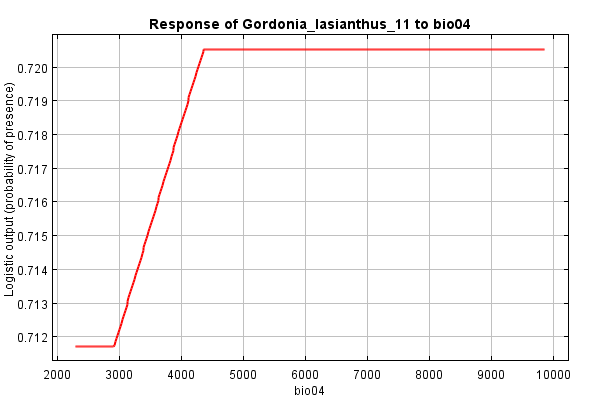 Response of Gordonia_lasianthus_11 to bio04
Logistic output (probability of presence)
0.720
0.719
0.718
0.717
0.716
0.715
0.714
0.713
0.712
2000 3000 4000 5000 6000 7000 8000 9000 10000
bio04